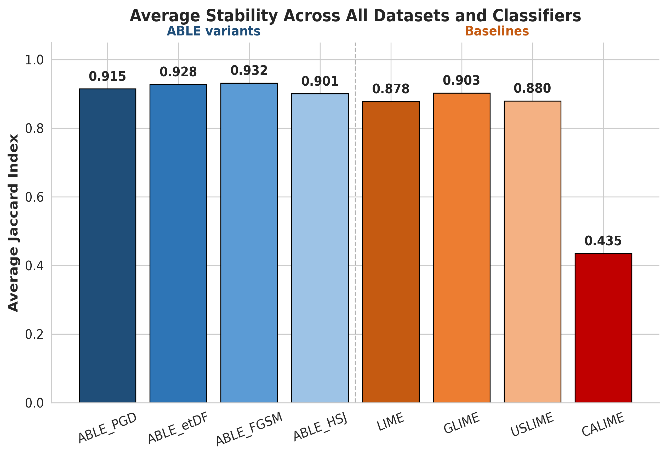 Average Stability Across All Datasets and Classifiers
ABLE variants
Baselines
Average Jaccard Index
1.0
0.8
0.6
0.4
0.2
0.0
0.915
0.928
0.932
0.901
0.878
0.903
0.880
0.435
ABLE_PGD
ABLE_etDF
ABLE_FGSM
ABLE_HSJ
LIME
GLIME
USLIME
CALIME